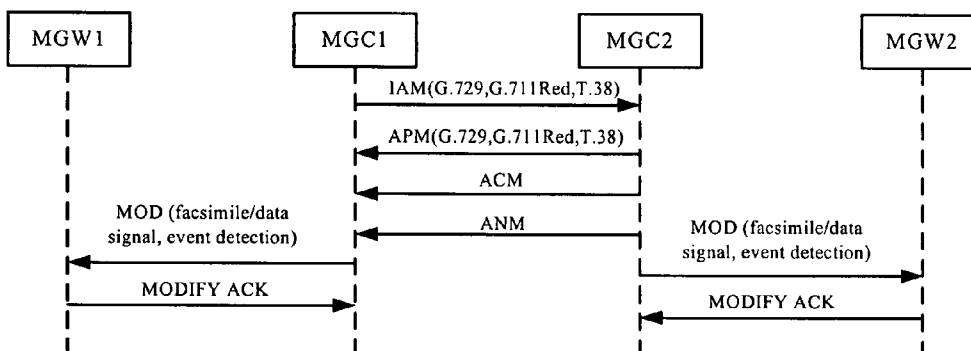 MGW1
MGC1
MGC2
MGW2
IAM(G.729,G.711Red,T.38)
APM(G.729,G.711Red,T.38)
ACM
MOD (facsimile/data
signal, event detection)
ANM
MOD (facsimile/data
signal, event detection)
MODIFY ACK
MODIFY ACK